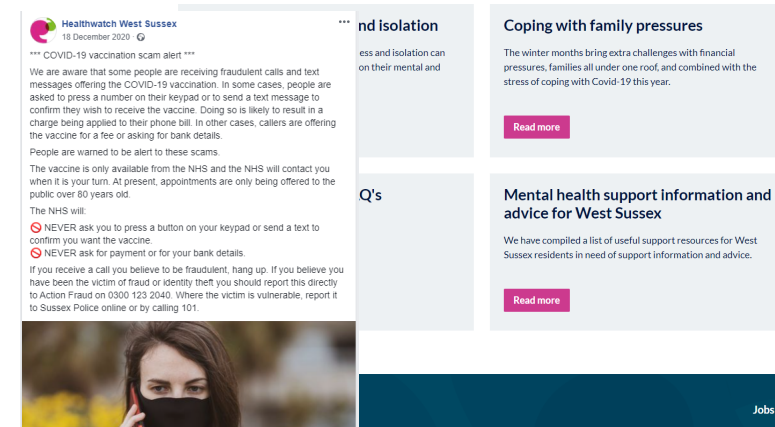 Healthwatch West Sussex
18 December 2020
*** COVID-19 vaccination scam alert ***
We are aware that some people are receiving fraudulent calls and text
messages offering the COVID-19 vaccination. In some cases, people are
asked to press a number on their keypad or to send a text message to
confirm they wish to receive the vaccine. Doing so is likely to result in a
charge being applied to their phone bill. In other cases, callers are offering
the vaccine for a fee or asking for bank details.
People are warned to be alert to these scams.
The vaccine is only available from the NHS and the NHS will contact you
when it is your turn. At present, appointments are only being offered to the
public over 80 years old.
The NHS will:
NEVER ask you to press a button on your keypad or send a text to
confirm you want the vaccine.
NEVER ask for payment or for your bank details.
If you receive a call you believe to be fraudulent, hang up. If you believe you
have been the victim of fraud or identity theft you should report this directly
to Action Fraud on 0300 123 2040. Where the victim is vulnerable, report it
to Sussex Police online or by calling 101.
nd isolation
ess and isolation can
on their mental and
Coping with family pressures
The winter months bring extra challenges with financial
pressures, families all under one roof, and combined with the
stress of coping with Covid-19 this year.
Read more
Q's
Mental health support information and
advice for West Sussex
We have compiled a list of useful support resources for West
Sussex residents in need of support information and advice.
Read more
Jobs